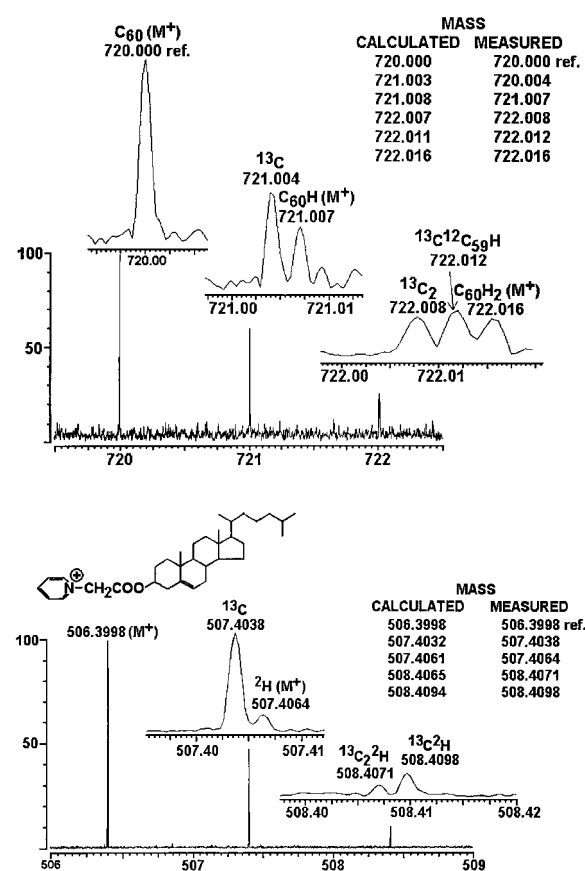 C60 (M+)
720.000 ref.
MASS
CALCULATED MEASURED
720.000 720.000 ref.
721.003 720.004
721.008 721.007
722.007 722.008
722.011 722.012
722.016 722.016
720.00
13C
721.004
C60H (M+)
721.007
721.00 721.01
13C12C59H
722.012
13C2
722.008
C60H2 (M+)
722.016
722.00 722.01
100
50
0
720 721 722
N-CH2COO
+
MASS
CALCULATED MEASURED
506.3998 506.3998 ref.
507.4032 507.4038
507.4061 507.4064
508.4065 508.4071
508.4094 508.4098
100
50
0
506.3998 (M+)
13C
507.4038
2H (M+)
507.4064
507.40 507.41
13C22H
508.4071
13C2H
508.4098
508.40 508.41 508.42
506 507 508 509